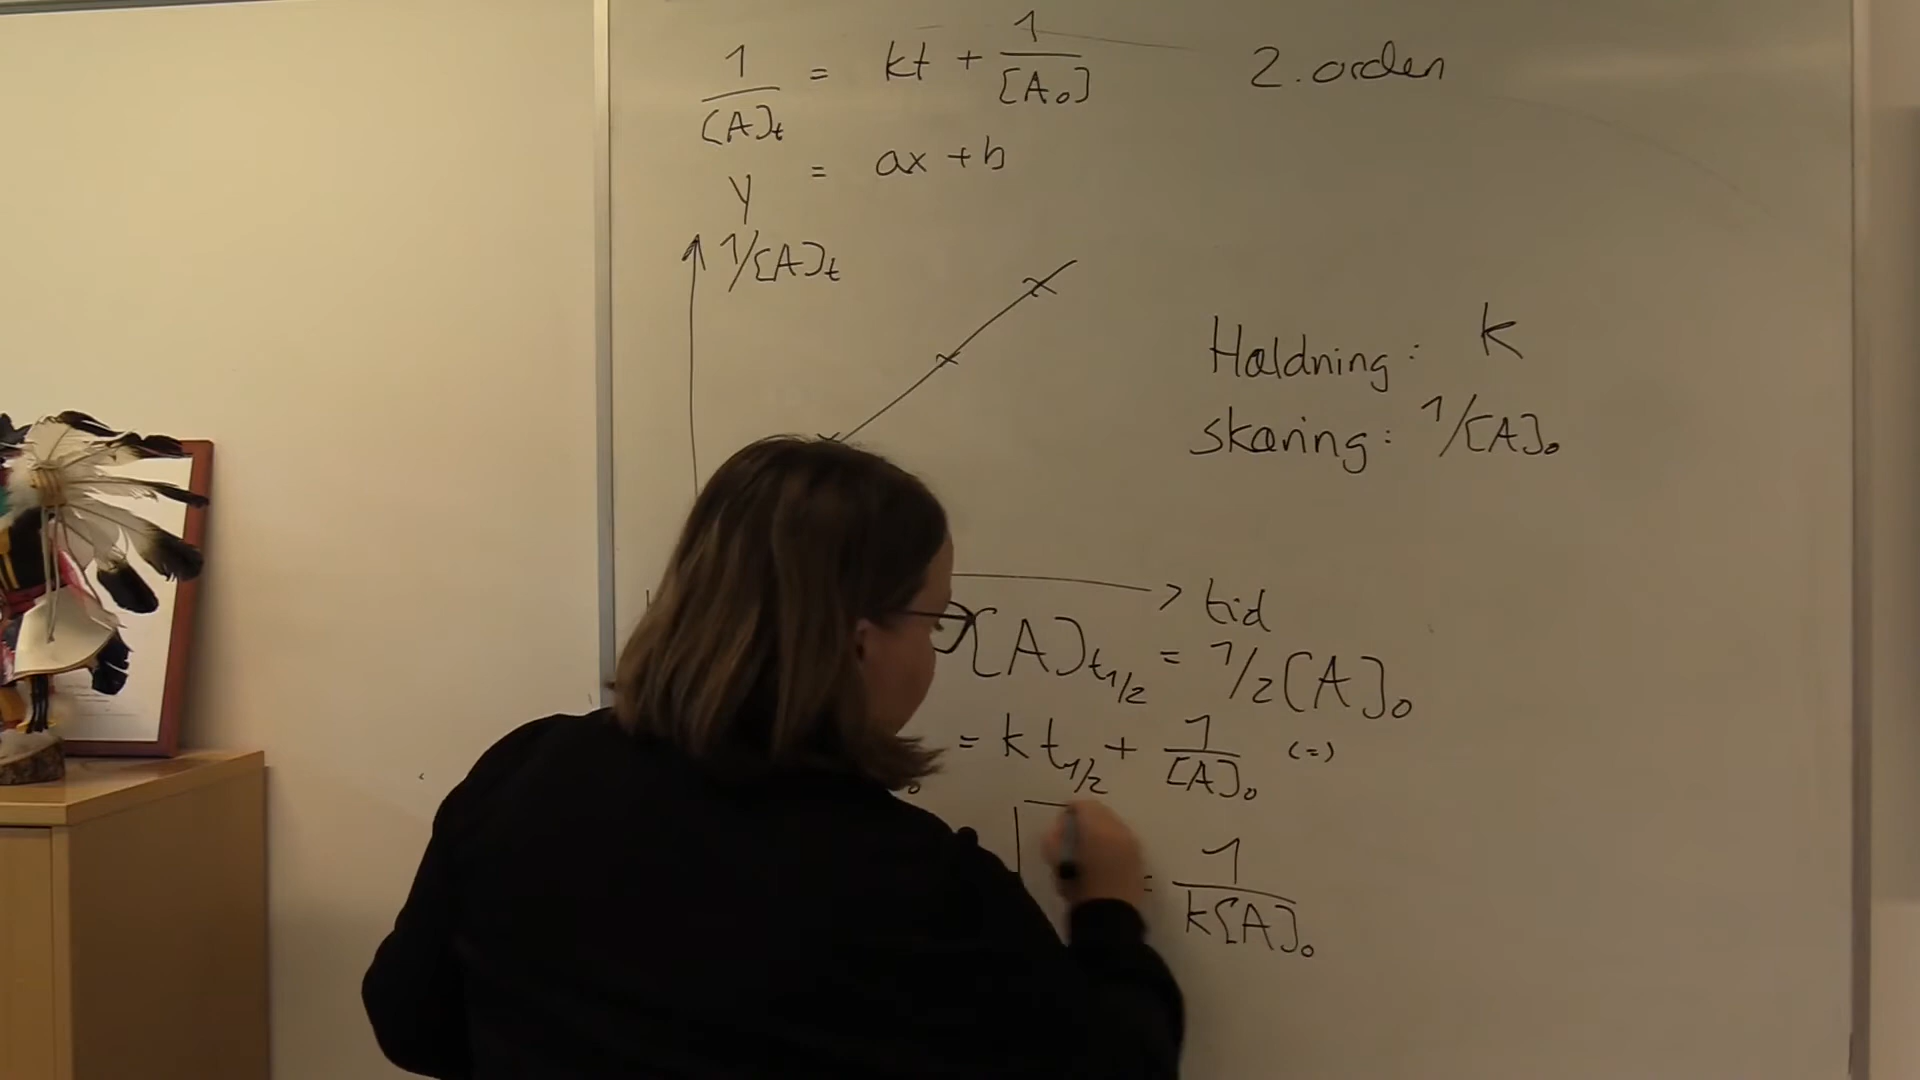 1/[A]t = kt + 1/[A₀] 2. orden
y = ax + b
1/[A]t
Hældning: k
skæring: 1/[A]₀
tid
[A]t1/2 = 1/2[A]₀
= k t1/2 + 1/[A]₀ (=)
= 1/k[A]₀